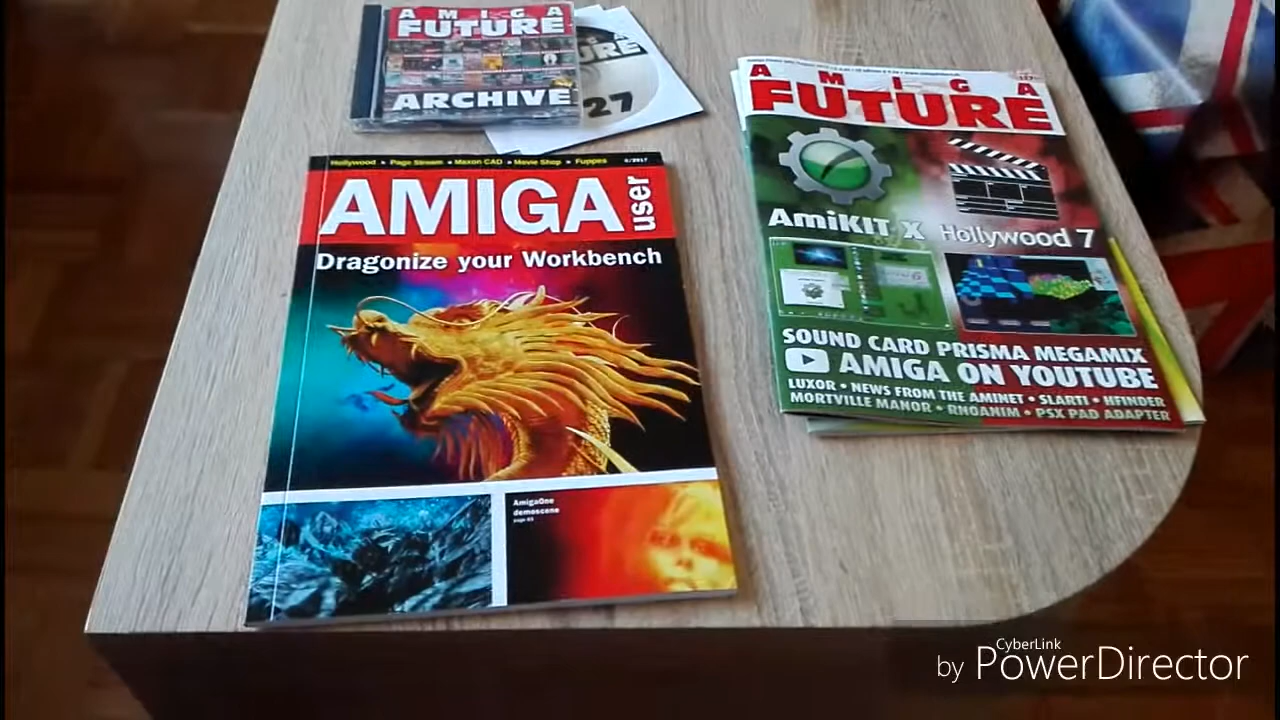 AMIGA
FUTURE
ARCHIVE
URE
27
Hollywood » Page Stream » Maxon CAD » Movie Shop » Fuppes
AMIGA user
Dragonize your Workbench
AmigaOne
demoscene
AMIGA
FUTURE
AmiKIT X Hollywood 7
SOUND CARD PRISMA MEGAMIX
AMIGA ON YOUTUBE
LUXOR • NEWS FROM THE AMINET • SLARTI • HFINDER
MORTVILLE MANOR • RNOANIM • PSX PAD ADAPTER
CyberLink
by PowerDirector